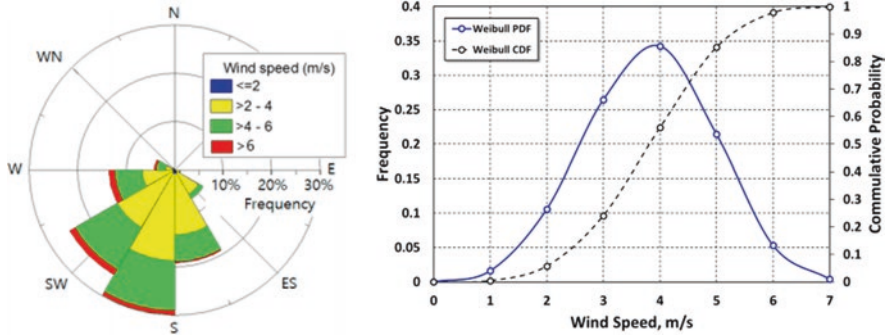 N
WN
W
SW
S
ES
E
10% 20% 30%
Frequency
Wind speed (m/s)
<=2
>2 - 4
>4 - 6
>6
Weibull PDF
Weibull CDF
Frequency
0.4
0.35
0.3
0.25
0.2
0.15
0.1
0.05
0
1
0.9
0.8
0.7
0.6
0.5
0.4
0.3
0.2
0.1
0
Commulative Probability
0 1 2 3 4 5 6 7
Wind Speed, m/s